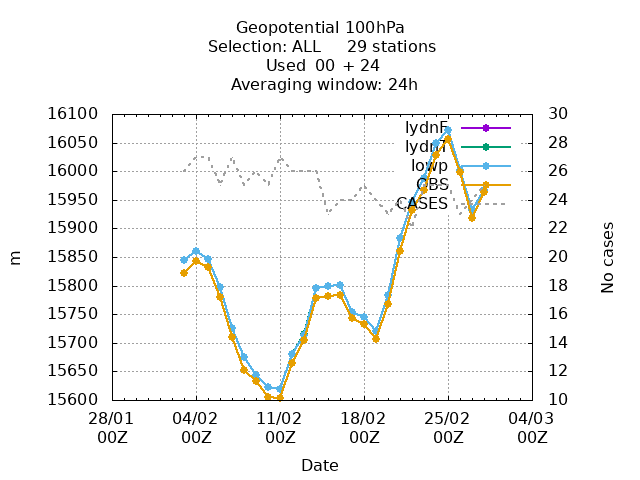 Geopotential 100hPa
Selection: ALL 29 stations
Used 00 + 24
Averaging window: 24h
16100
16050
16000
15950
15900
15850
15800
15750
15700
15650
15600
m
30
28
26
24
22
20
18
16
14
12
10
No cases
lydnF
lydnT
lowp
OBS
CASES
28/01 04/02 11/02 18/02 25/02 04/03
00Z 00Z 00Z 00Z 00Z 00Z
Date